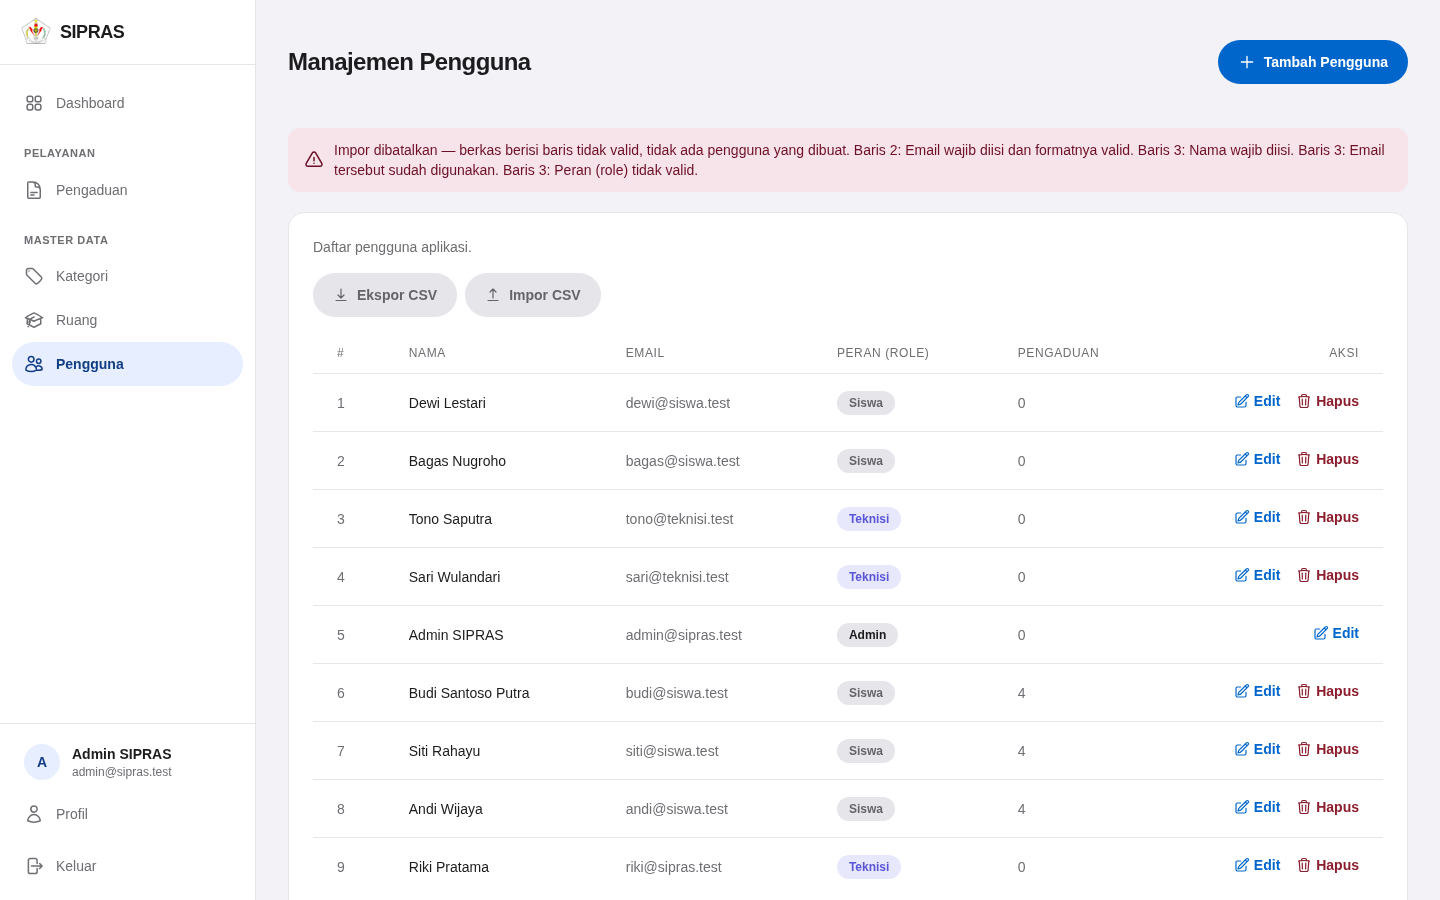 SIPRAS
Dashboard
PELAYANAN
Pengaduan
MASTER DATA
Kategori
Ruang
Pengguna
A
Admin SIPRAS
admin@sipras.test
Profil
Keluar
Manajemen Pengguna
Tambah Pengguna
Impor dibatalkan — berkas berisi baris tidak valid, tidak ada pengguna yang dibuat. Baris 2: Email wajib diisi dan formatnya valid. Baris 3: Nama wajib diisi. Baris 3: Email
tersebut sudah digunakan. Baris 3: Peran (role) tidak valid.
Daftar pengguna aplikasi.
Ekspor CSV Impor CSV
# NAMA EMAIL PERAN (ROLE) PENGADUAN AKSI
1 Dewi Lestari dewi@siswa.test Siswa 0 Edit Hapus
2 Bagas Nugroho bagas@siswa.test Siswa 0 Edit Hapus
3 Tono Saputra tono@teknisi.test Teknisi 0 Edit Hapus
4 Sari Wulandari sari@teknisi.test Teknisi 0 Edit Hapus
5 Admin SIPRAS admin@sipras.test Admin 0 Edit
6 Budi Santoso Putra budi@siswa.test Siswa 4 Edit Hapus
7 Siti Rahayu siti@siswa.test Siswa 4 Edit Hapus
8 Andi Wijaya andi@siswa.test Siswa 4 Edit Hapus
9 Riki Pratama riki@sipras.test Teknisi 0 Edit Hapus